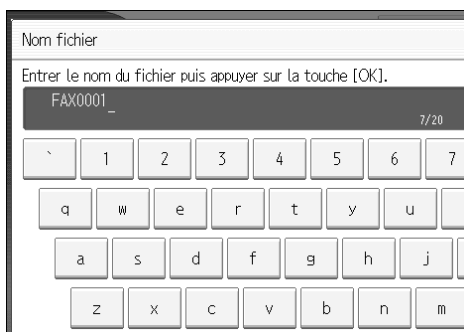 Nom fichier
Entrer le nom du fichier puis appuyer sur la touche [OK].
FAX0001_
7/20
` 1 2 3 4 5 6 7
q w e r t y u
a s d f g h j
z x c v b n m